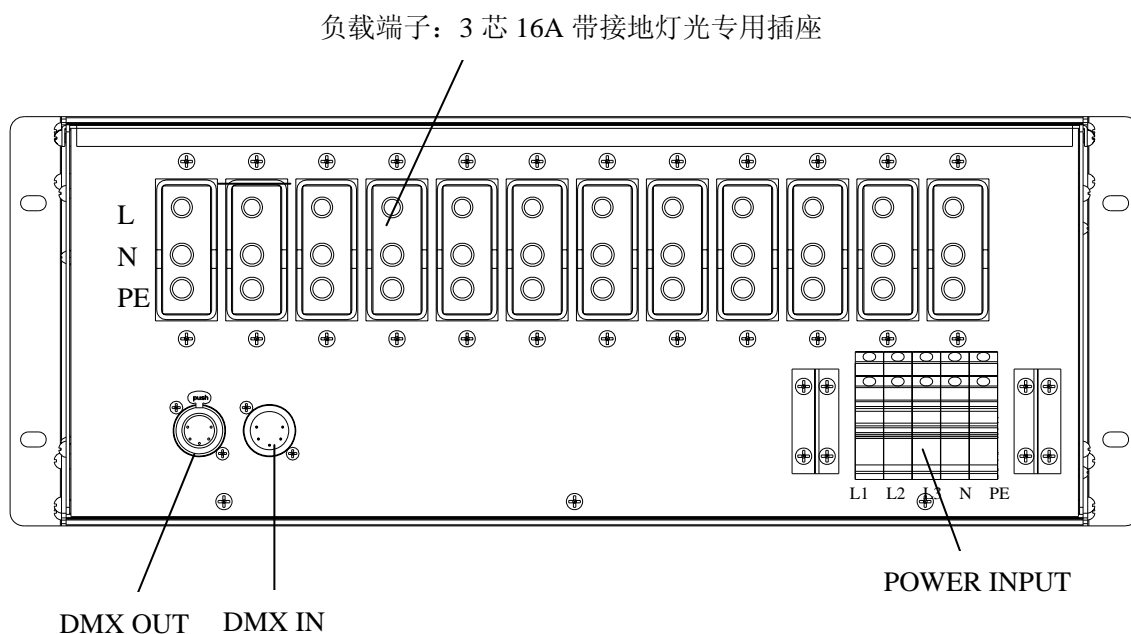 负载端子：3 芯 16A 带接地灯光专用插座
L
N
PE
push
L1 L2 L3 N PE
POWER INPUT
DMX OUT DMX IN